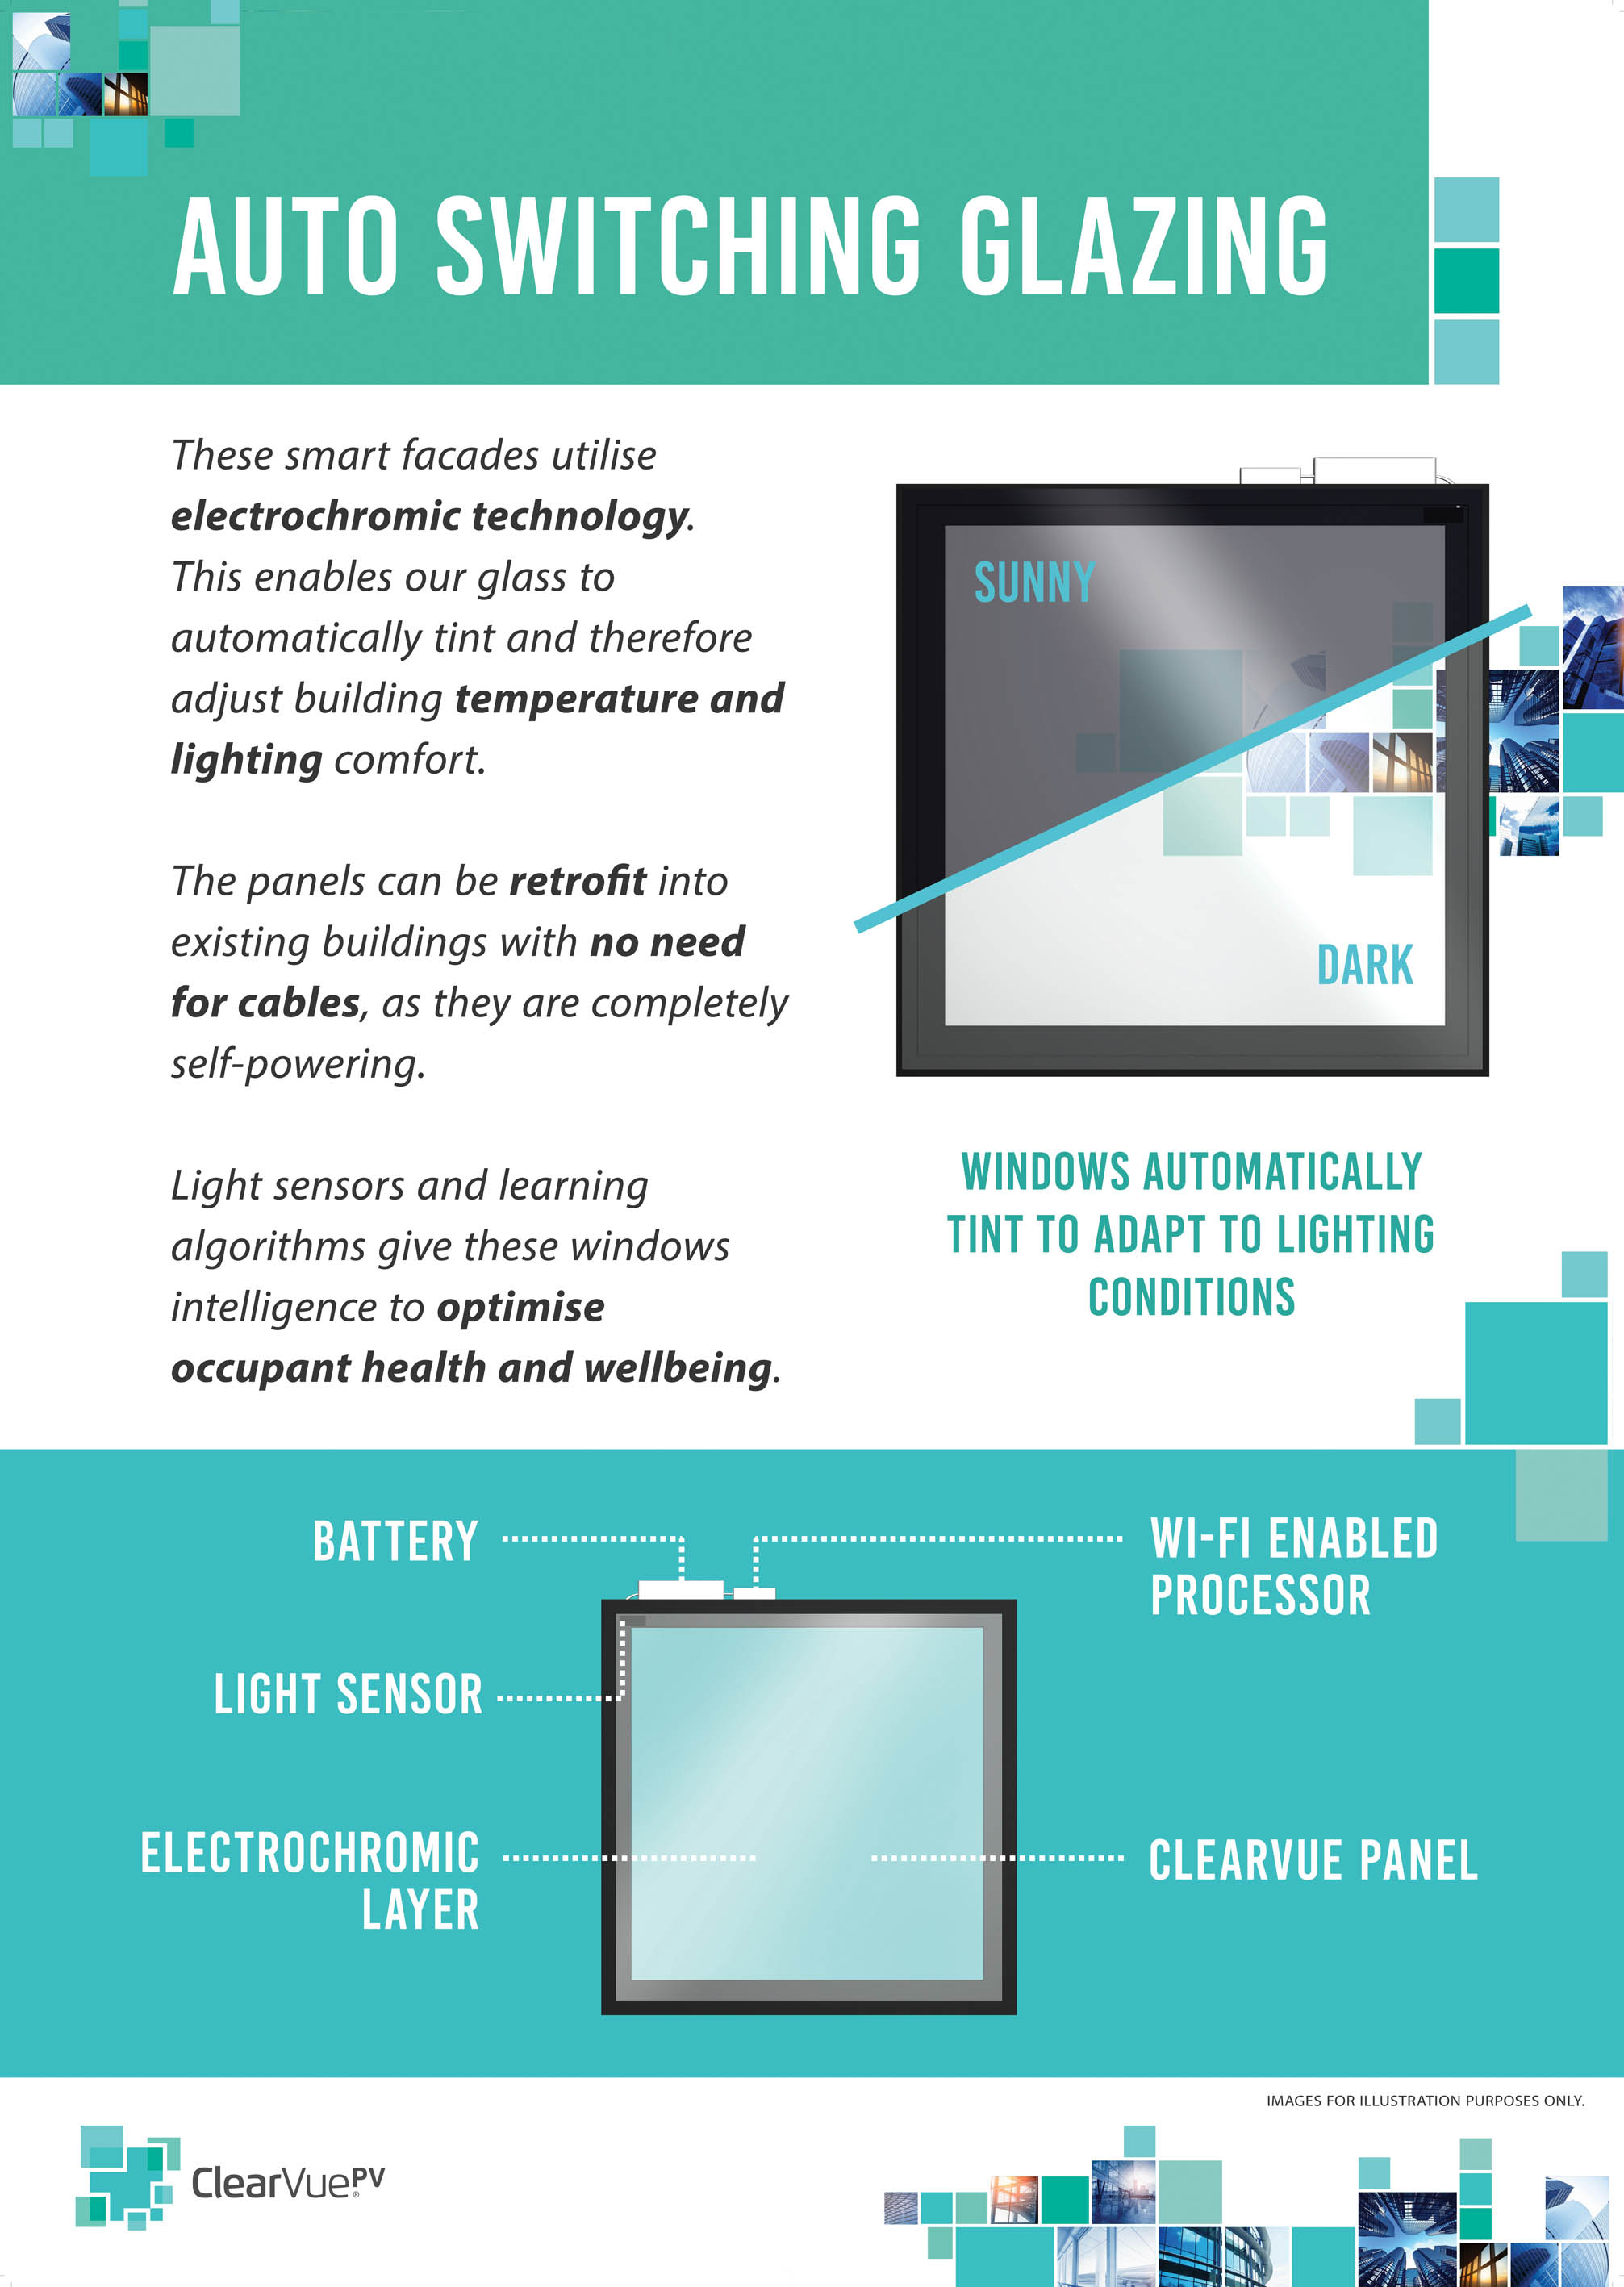 AUTO SWITCHING GLAZING
These smart facades utilise
electrochromic technology.
This enables our glass to
automatically tint and therefore
adjust building temperature and
lighting comfort.
The panels can be retrofit into
existing buildings with no need
for cables, as they are completely
self-powering.
Light sensors and learning
algorithms give these windows
intelligence to optimise
occupant health and wellbeing.
SUNNY
DARK
WINDOWS AUTOMATICALLY
TINT TO ADAPT TO LIGHTING
CONDITIONS
BATTERY
WI-FI ENABLED
PROCESSOR
LIGHT SENSOR
ELECTROCHROMIC
LAYER
CLEARVUE PANEL
IMAGES FOR ILLUSTRATION PURPOSES ONLY.
ClearVuePV®